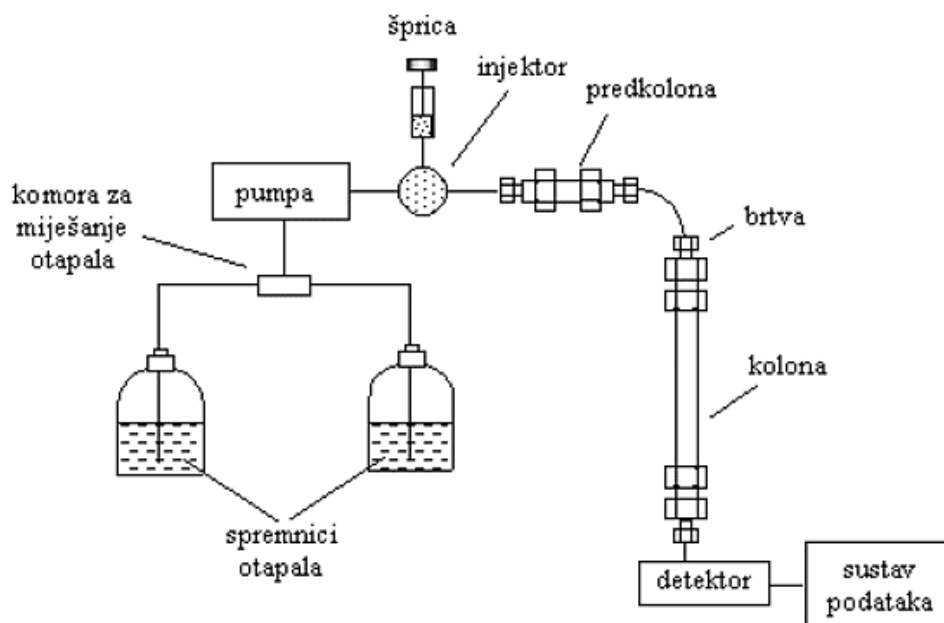 šprica
injektor
predkolona
pumpa
komora za
miješanje
otapala
brtva
kolona
spremnici
otapala
detektor
sustav
podataka